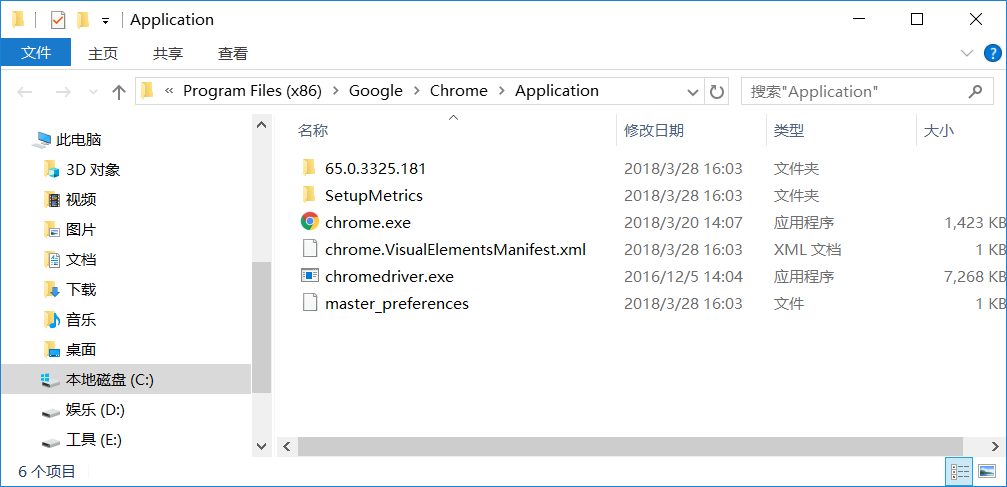 Application
文件 主页 共享 查看
« Program Files (x86) › Google › Chrome › Application 搜索"Application"
此电脑
3D 对象
视频
图片
文档
下载
音乐
桌面
本地磁盘 (C:)
娱乐 (D:)
工具 (E:)
名称 修改日期 类型 大小
65.0.3325.181 2018/3/28 16:03 文件夹
SetupMetrics 2018/3/28 16:03 文件夹
chrome.exe 2018/3/20 14:07 应用程序 1,423 KB
chrome.VisualElementsManifest.xml 2018/3/28 16:03 XML 文档 1 KB
chromedriver.exe 2016/12/5 14:04 应用程序 7,268 KB
master_preferences 2018/3/28 16:03 文件 1 KB
6 个项目